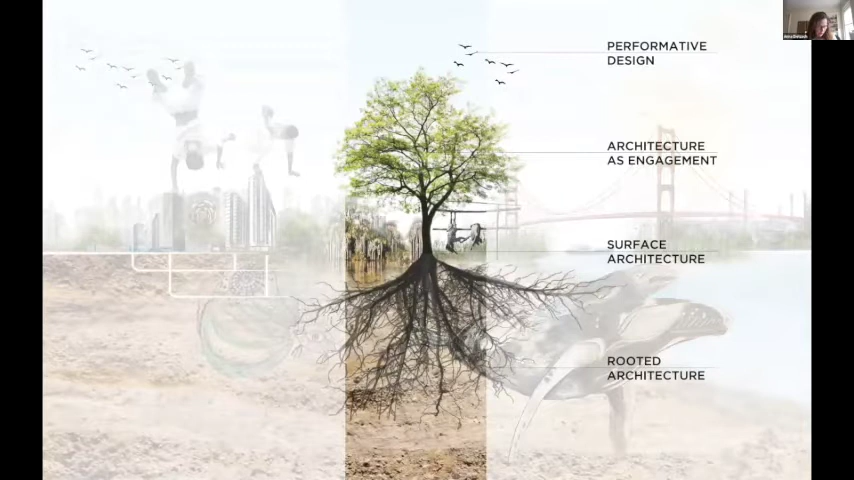 PERFORMATIVE
DESIGN
ARCHITECTURE
AS ENGAGEMENT
SURFACE
ARCHITECTURE
ROOTED
ARCHITECTURE